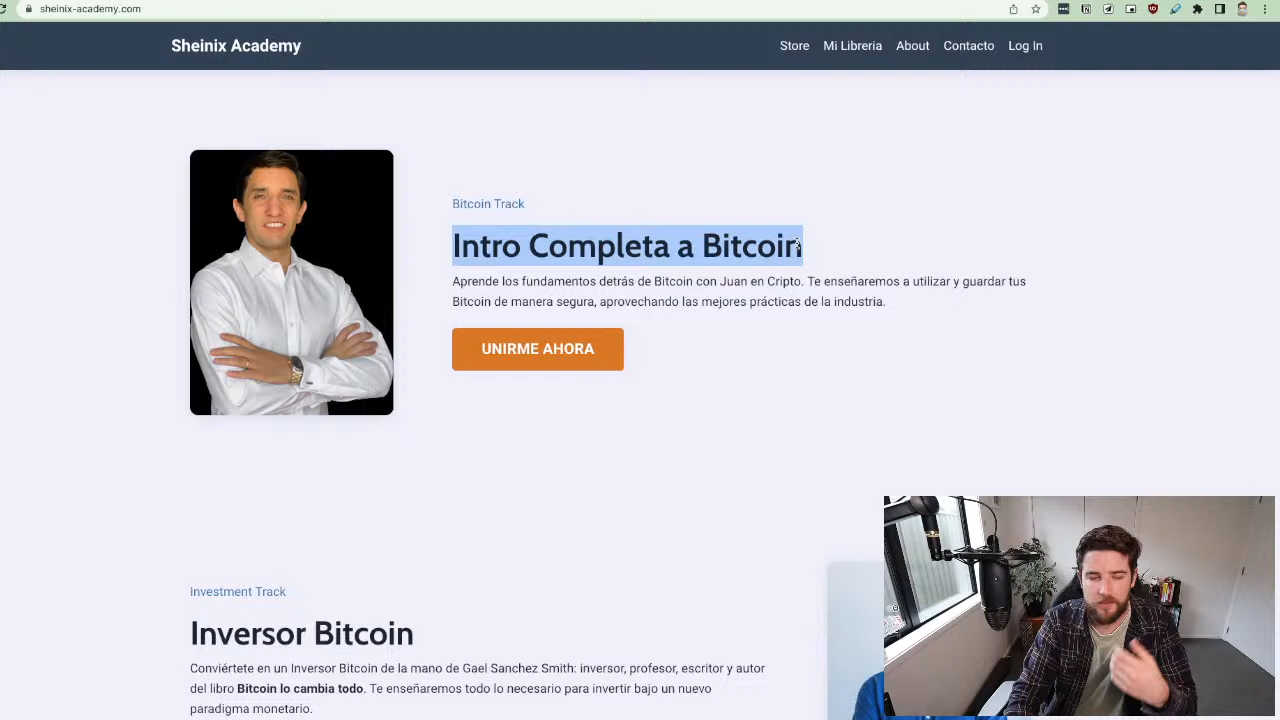 sheinix-academy.com
Sheinix Academy
Store Mi Libreria About Contacto Log In
Bitcoin Track
Intro Completa a Bitcoin
Aprende los fundamentos detrás de Bitcoin con Juan en Cripto. Te enseñaremos a utilizar y guardar tus
Bitcoin de manera segura, aprovechando las mejores prácticas de la industria.
UNIRME AHORA
Investment Track
Inversor Bitcoin
Conviértete en un Inversor Bitcoin de la mano de Gael Sanchez Smith: inversor, profesor, escritor y autor
del libro Bitcoin lo cambia todo. Te enseñaremos todo lo necesario para invertir bajo un nuevo
paradigma monetario.